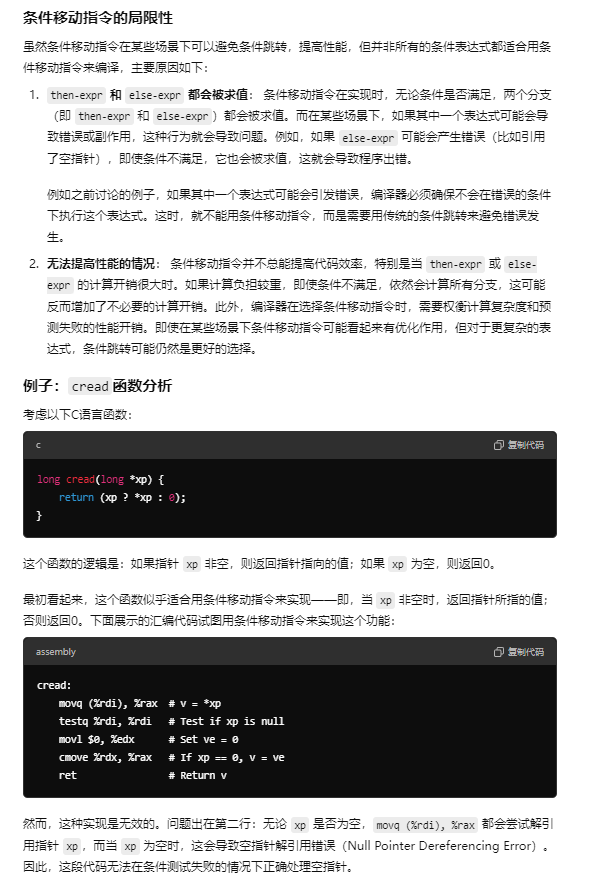 条件移动指令的局限性
虽然条件移动指令在某些场景下可以避免条件跳转，提高性能，但并非所有的条件表达式都适合用条
件移动指令来编译，主要原因如下：
1. then-expr 和 else-expr 都会被求值： 条件移动指令在实现时，无论条件是否满足，两个分支
（即 then-expr 和 else-expr ）都会被求值。而在某些场景下，如果其中一个表达式可能会导
致错误或副作用，这种行为就会导致问题。例如，如果 else-expr 可能会产生错误（比如引用
了空指针），即使条件不满足，它也会被求值，这就会导致程序出错。
例如之前讨论的例子，如果其中一个表达式可能会引发错误，编译器必须确保不会在错误的条件
下执行这个表达式。这时，就不能用条件移动指令，而是需要用传统的条件跳转来避免错误发
生。
2. 无法提高性能的情况： 条件移动指令并不总能提高代码效率，特别是当 then-expr 或 else-
expr 的计算开销很大时。如果计算负担较重，即使条件不满足，依然会计算所有分支，这可能
反而增加了不必要的计算开销。此外，编译器在选择条件移动指令时，需要权衡计算复杂度和预
测失败的性能开销。即使在某些场景下条件移动指令可能看起来有优化作用，但对于更复杂的表
达式，条件跳转可能仍然是更好的选择。
例子：cread函数分析
考虑以下C语言函数：
c 复制代码
long cread(long *xp) {
    return (xp ? *xp : 0);
}
这个函数的逻辑是：如果指针 xp 非空，则返回指针指向的值；如果 xp 为空，则返回0。
最初看起来，这个函数似乎适合用条件移动指令来实现——即，当 xp 非空时，返回指针所指的值；
否则返回0。下面展示的汇编代码试图用条件移动指令来实现这个功能：
assembly 复制代码
cread:
    movq (%rdi), %rax  # v = *xp
    testq %rdi, %rdi   # Test if xp is null
    movl $0, %edx      # Set ve = 0
    cmove %rdx, %rax   # If xp == 0, v = ve
    ret                # Return v
然而，这种实现是无效的。问题出在第二行：无论 xp 是否为空，movq (%rdi), %rax 都会尝试解引
用指针 xp，而当 xp 为空时，这会导致空指针解引用错误（Null Pointer Dereferencing Error）。
因此，这段代码无法在条件测试失败的情况下正确处理空指针。